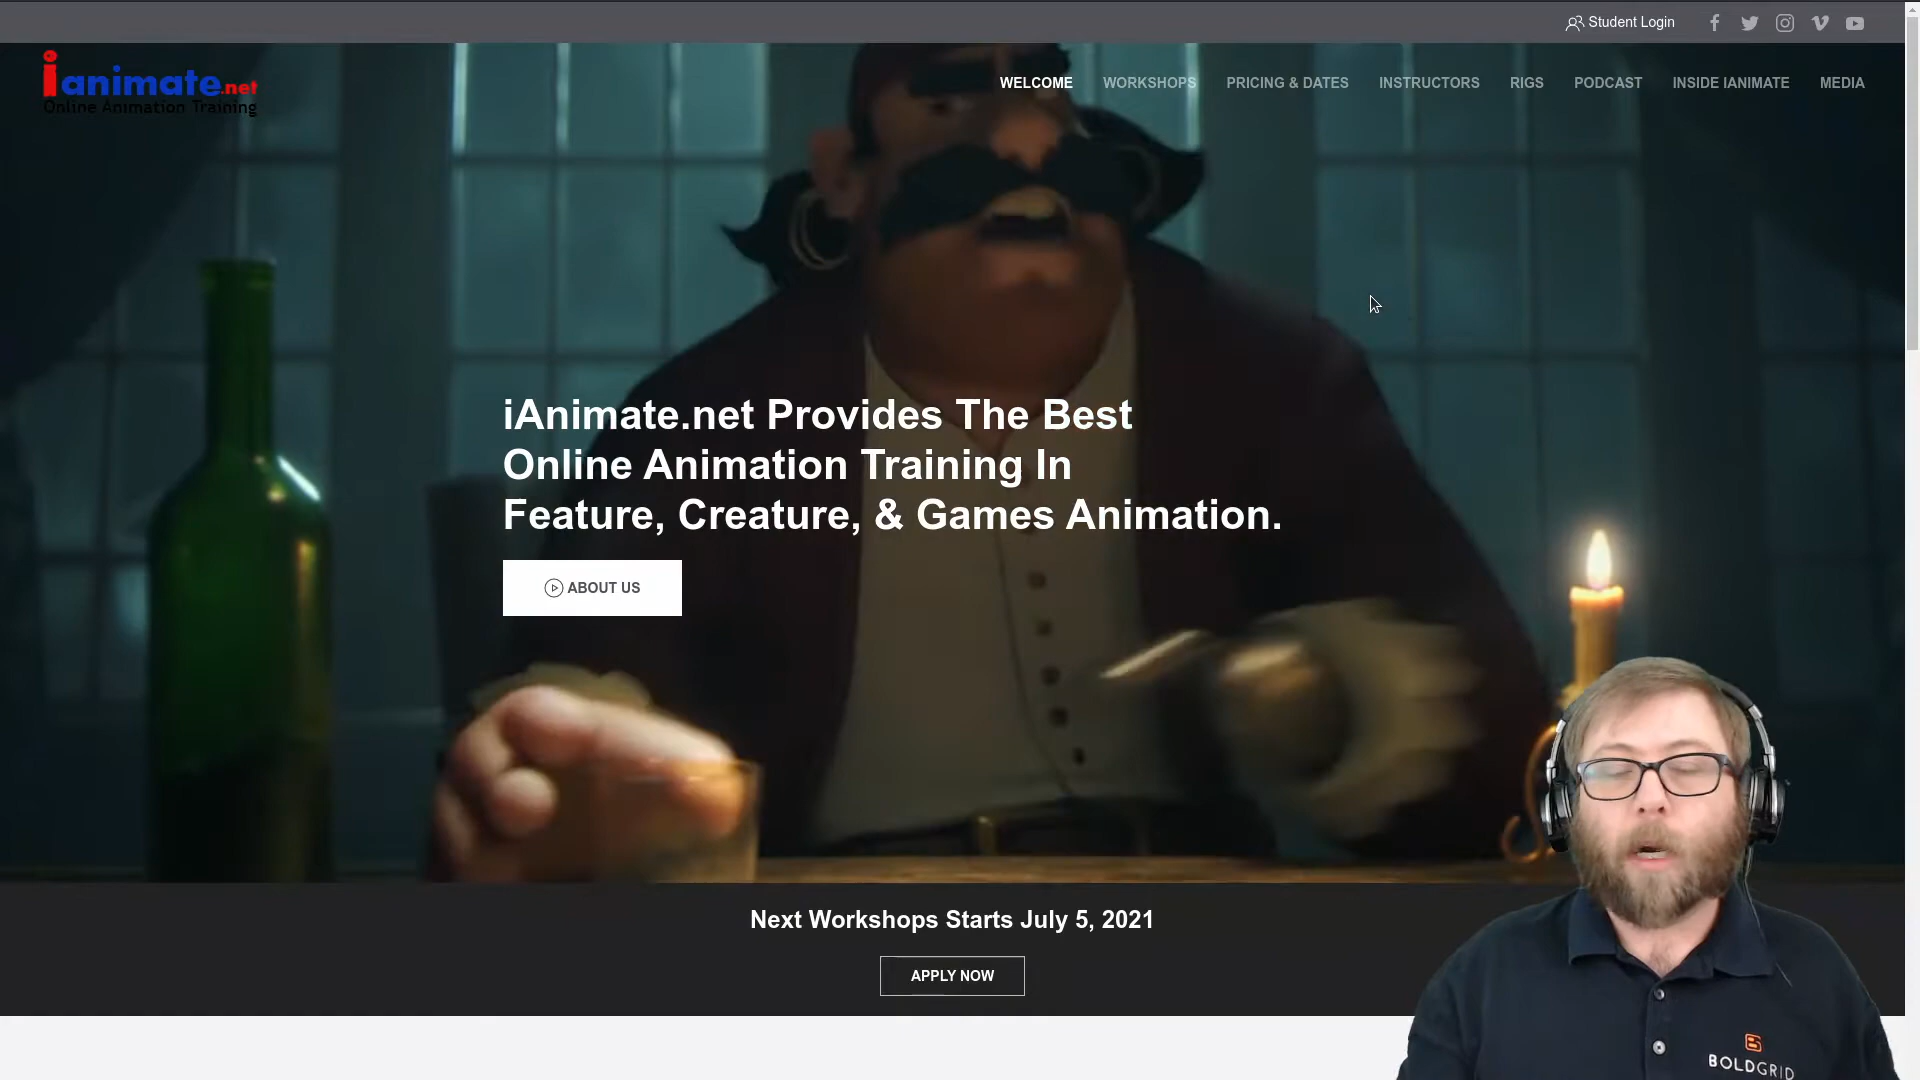 Student Login
ianimate.net
Online Animation Training
WELCOME WORKSHOPS PRICING & DATES INSTRUCTORS RIGS PODCAST INSIDE IANIMATE MEDIA
iAnimate.net Provides The Best
Online Animation Training In
Feature, Creature, & Games Animation.
ABOUT US
Next Workshops Starts July 5, 2021
APPLY NOW
BOLDGRID